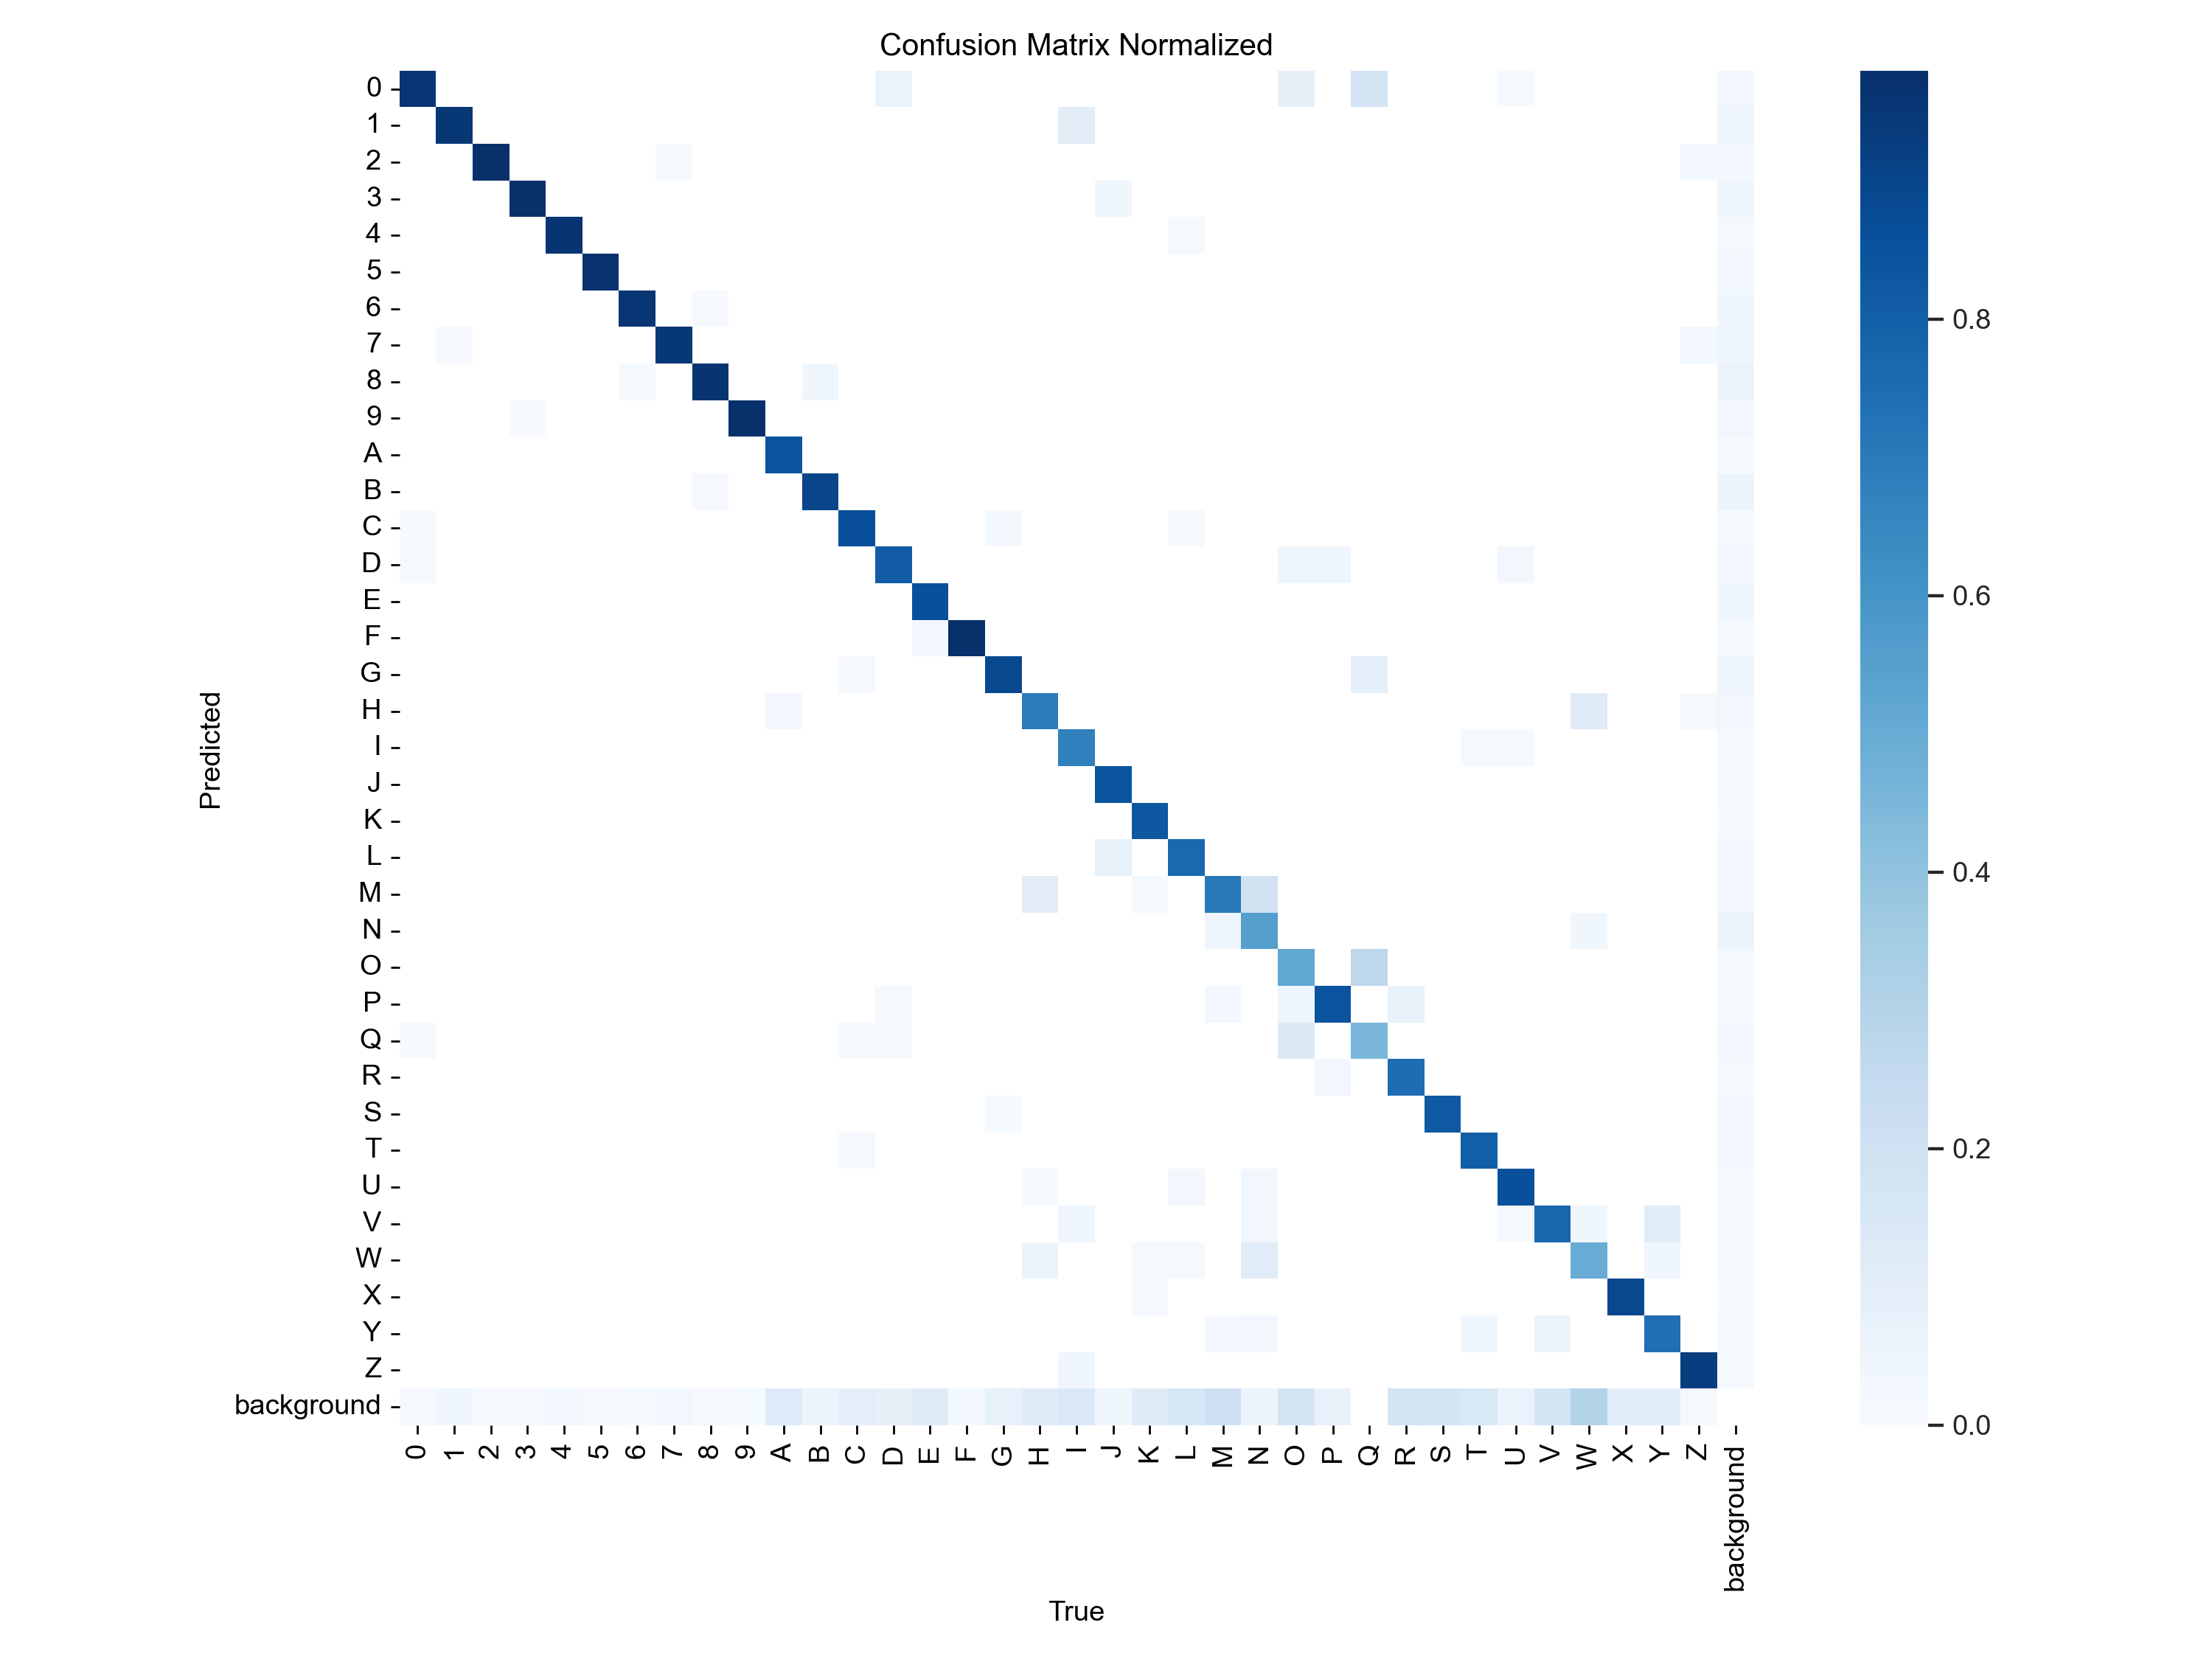 Confusion Matrix Normalized
Predicted
0
1
2
3
4
5
6
7
8
9
A
B
C
D
E
F
G
H
I
J
K
L
M
N
O
P
Q
R
S
T
U
V
W
X
Y
Z
background
0 1 2 3 4 5 6 7 8 9 A B C D E F G H I J K L M N O P Q R S T U V W X Y Z background
True
0.8
0.6
0.4
0.2
0.0